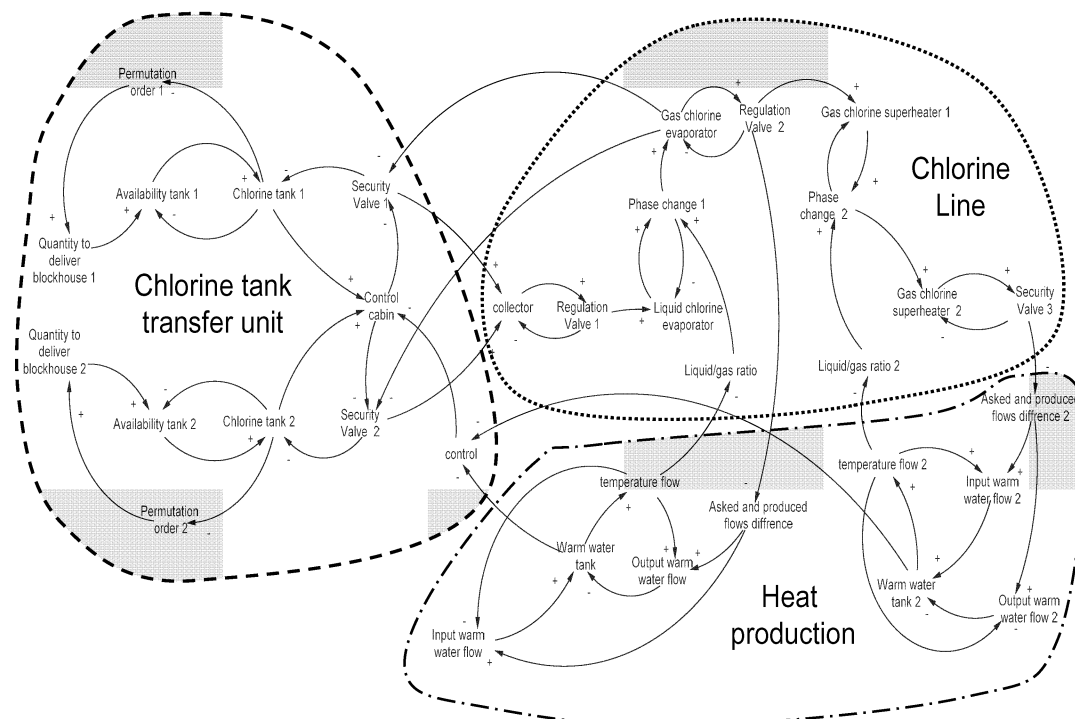 Permutation
order 1
Availability tank 1
Chlorine tank 1
Security
Valve 1
Quantity to
deliver
blockhouse 1
Chlorine tank
transfer unit
Control
cabin
Quantity to
deliver
blockhouse 2
Availability tank 2
Chlorine tank 2
Security
Valve 2
Permutation
order 2
control
Gas chlorine
evaporator
Regulation
Valve 2
Gas chlorine superheater 1
Chlorine
Line
Phase change 1
Phase
change 2
collector
Regulation
Valve 1
Liquid chlorine
evaporator
Gas chlorine
superheater 2
Security
Valve 3
Liquid/gas ratio
Liquid/gas ratio 2
Asked and produced
flows diffrence 2
temperature flow
Asked and produced
flows diffrence
temperature flow 2
Input warm
water flow 2
Warm water
tank
Output warm
water flow
Warm water
tank 2
Output warm
water flow 2
Heat
production
Input warm
water flow